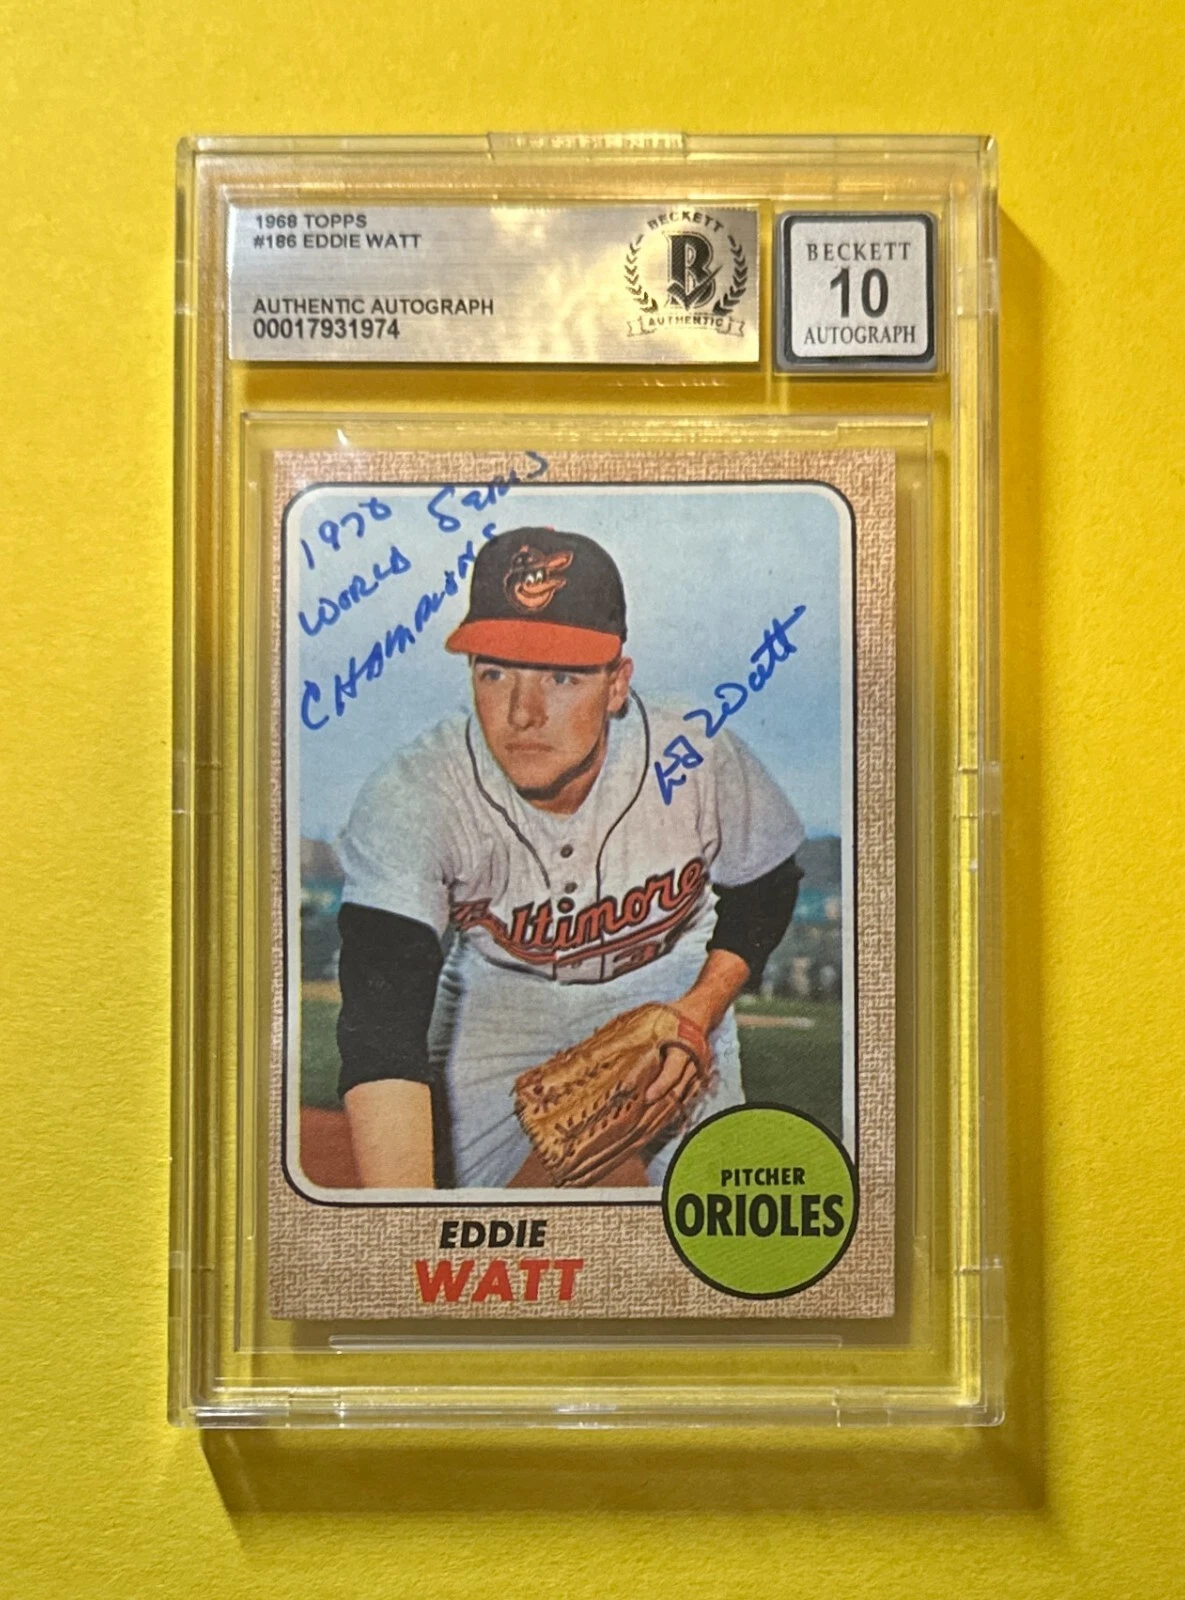 1968 TOPPS
#186 EDDIE WATT
AUTHENTIC AUTOGRAPH
00017931974
BECKETT
B
AUTHENTIC
BECKETT
10
AUTOGRAPH
1970
WORLD SERIES
CHAMPIONS
Ed Watt
Baltimore
3
PITCHER
ORIOLES
EDDIE
WATT